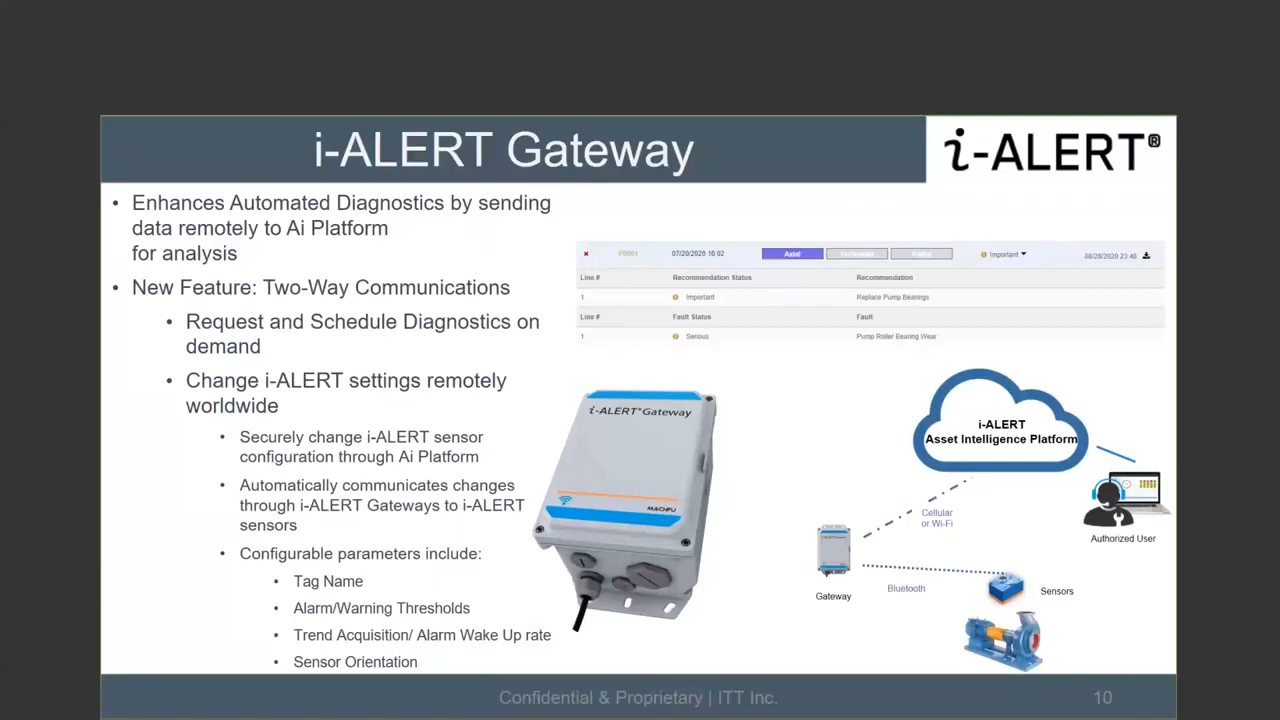 i-ALERT Gateway
i-ALERT®
• Enhances Automated Diagnostics by sending
data remotely to Ai Platform
for analysis
• New Feature: Two-Way Communications
• Request and Schedule Diagnostics on
demand
• Change i-ALERT settings remotely
worldwide
• Securely change i-ALERT sensor
configuration through Ai Platform
• Automatically communicates changes
through i-ALERT Gateways to i-ALERT
sensors
• Configurable parameters include:
• Tag Name
• Alarm/Warning Thresholds
• Trend Acquisition/ Alarm Wake Up rate
• Sensor Orientation
07/20/2020 16:02 Axial Horizontal Important 08/20/2020 23:48
Line # Recommendation Status Recommendation
1 Important Replace Pump Bearings
Line # Fault Status Fault
1 Serious Pump Roller Bearing Wear
i-ALERT® Gateway
MACHFU
i-ALERT
Asset Intelligence Platform
Cellular
or Wi-Fi
Authorized User
Bluetooth
Gateway
Sensors
Confidential & Proprietary | ITT Inc.
10